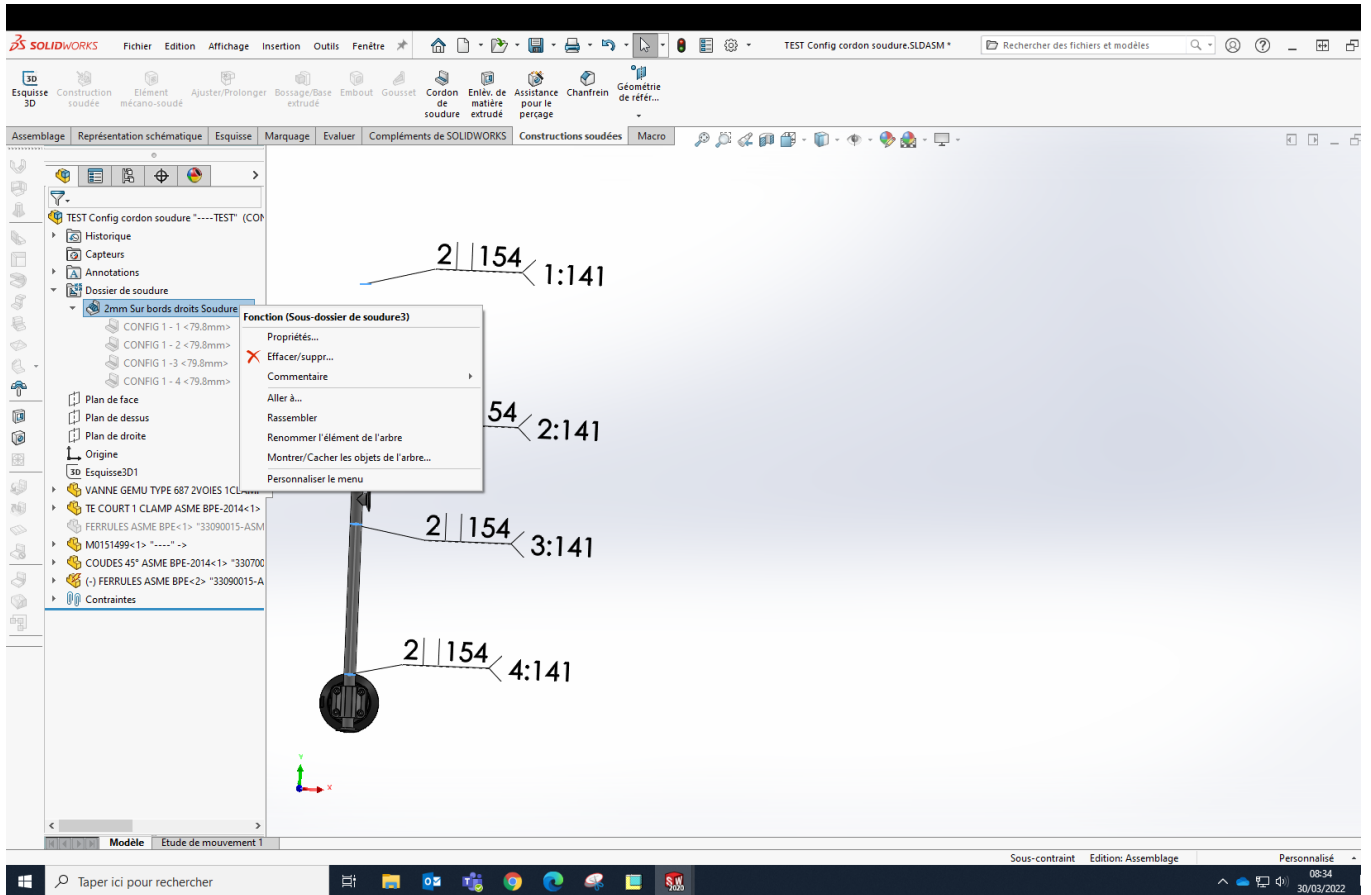 SOLIDWORKS Fichier Edition Affichage Insertion Outils Fenêtre TEST Config cordon soudure.SLDASM * Rechercher des fichiers et modèles
Esquisse 3D Construction soudée Elément mécano-soudé Ajuster/Prolonger Bossage/Base extrudé Embout Gousset Cordon de soudure Enlèv. de matière extrudé Assistance pour le perçage Chanfrein Géométrie de référ...
Assemblage Représentation schématique Esquisse Marquage Evaluer Compléments de SOLIDWORKS Constructions soudées Macro
TEST Config cordon soudure "----TEST" (CON
Historique
Capteurs
Annotations
Dossier de soudure
2mm Sur bords droits Soudure
CONFIG 1 - 1 <79.8mm>
CONFIG 1 - 2 <79.8mm>
CONFIG 1 -3 <79.8mm>
CONFIG 1 - 4 <79.8mm>
Plan de face
Plan de dessus
Plan de droite
Origine
3D Esquisse3D1
VANNE GEMU TYPE 687 2VOIES 1CLAMP
TE COURT 1 CLAMP ASME BPE-2014<1>
FERRULES ASME BPE<1> "33090015-ASM
M0151499<1> "----" ->
COUDES 45° ASME BPE-2014<1> "330700
(-) FERRULES ASME BPE<2> "33090015-A
Contraintes
Fonction (Sous-dossier de soudure3)
Propriétés...
Effacer/suppr...
Commentaire
Aller à...
Rassembler
Renommer l'élément de l'arbre
Montrer/Cacher les objets de l'arbre...
Personnaliser le menu
2||154 1:141
54 2:141
2||154 3:141
2||154 4:141
Y
X
Modèle Etude de mouvement 1
Sous-contraint Edition: Assemblage Personnalisé
Taper ici pour rechercher
SW 2020
08:34
30/03/2022